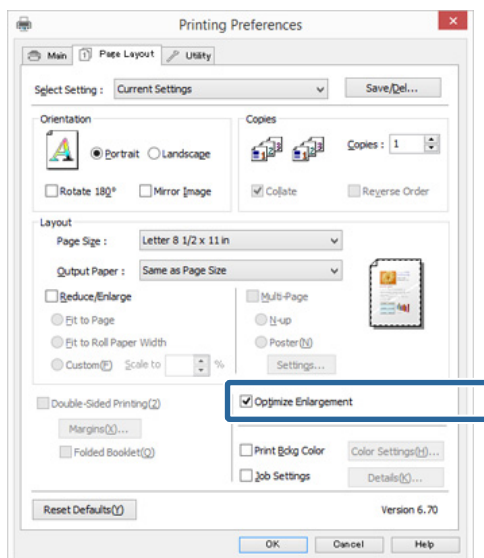 Printing Preferences
Main Page Layout Utility
Select Setting : Current Settings Save/Del...
Orientation
Portrait Landscape
Rotate 180° Mirror Image
Copies
Copies : 1
Collate Reverse Order
Layout
Page Size : Letter 8 1/2 x 11 in
Output Paper : Same as Page Size
Reduce/Enlarge
Fit to Page
Fit to Roll Paper Width
Custom(F) Scale to %
Multi-Page
N-up
Poster(N)
Settings...
Double-Sided Printing(2)
Margins(X)...
Folded Booklet(O)
Optimize Enlargement
Print Bckg Color Color Settings(H)...
Job Settings Details(K)...
Reset Defaults(Y) Version 6.70
OK Cancel Help